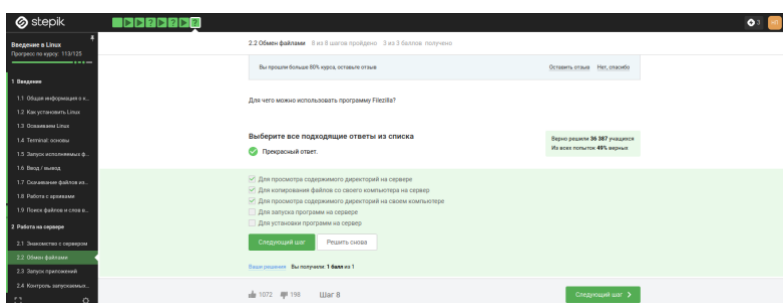 stepik
3
Введение в Linux
Прогресс по курсу: 113/125
2.2 Обмен файлами 8 из 8 шагов пройдено 3 из 3 баллов получено
Вы прошли больше 80% курса, оставьте отзыв
Оставить отзыв Нет, спасибо
1 Введение
1.1 Общая информация о к...
1.2 Как установить Linux
1.3 Осваиваем Linux
1.4 Terminal: основы
1.5 Запуск исполняемых ф...
1.6 Ввод / вывод
1.7 Скачивание файлов из...
1.8 Работа с архивами
1.9 Поиск файлов и слов в...
2 Работа на сервере
2.1 Знакомство с сервером
2.2 Обмен файлами
2.3 Запуск приложений
2.4 Контроль запускаемых...
Для чего можно использовать программу Filezilla?
Выберите все подходящие ответы из списка
Прекрасный ответ.
Верно решили 36 387 учащихся
Из всех попыток 49% верных
Для просмотра содержимого директорий на сервере
Для копирования файлов со своего компьютера на сервер
Для просмотра содержимого директорий на своем компьютере
Для запуска программ на сервере
Для установки программ на сервер
Следующий шаг Решить снова
Ваши решения Вы получили: 1 балл из 1
1072 198 Шаг 8
Следующий шаг